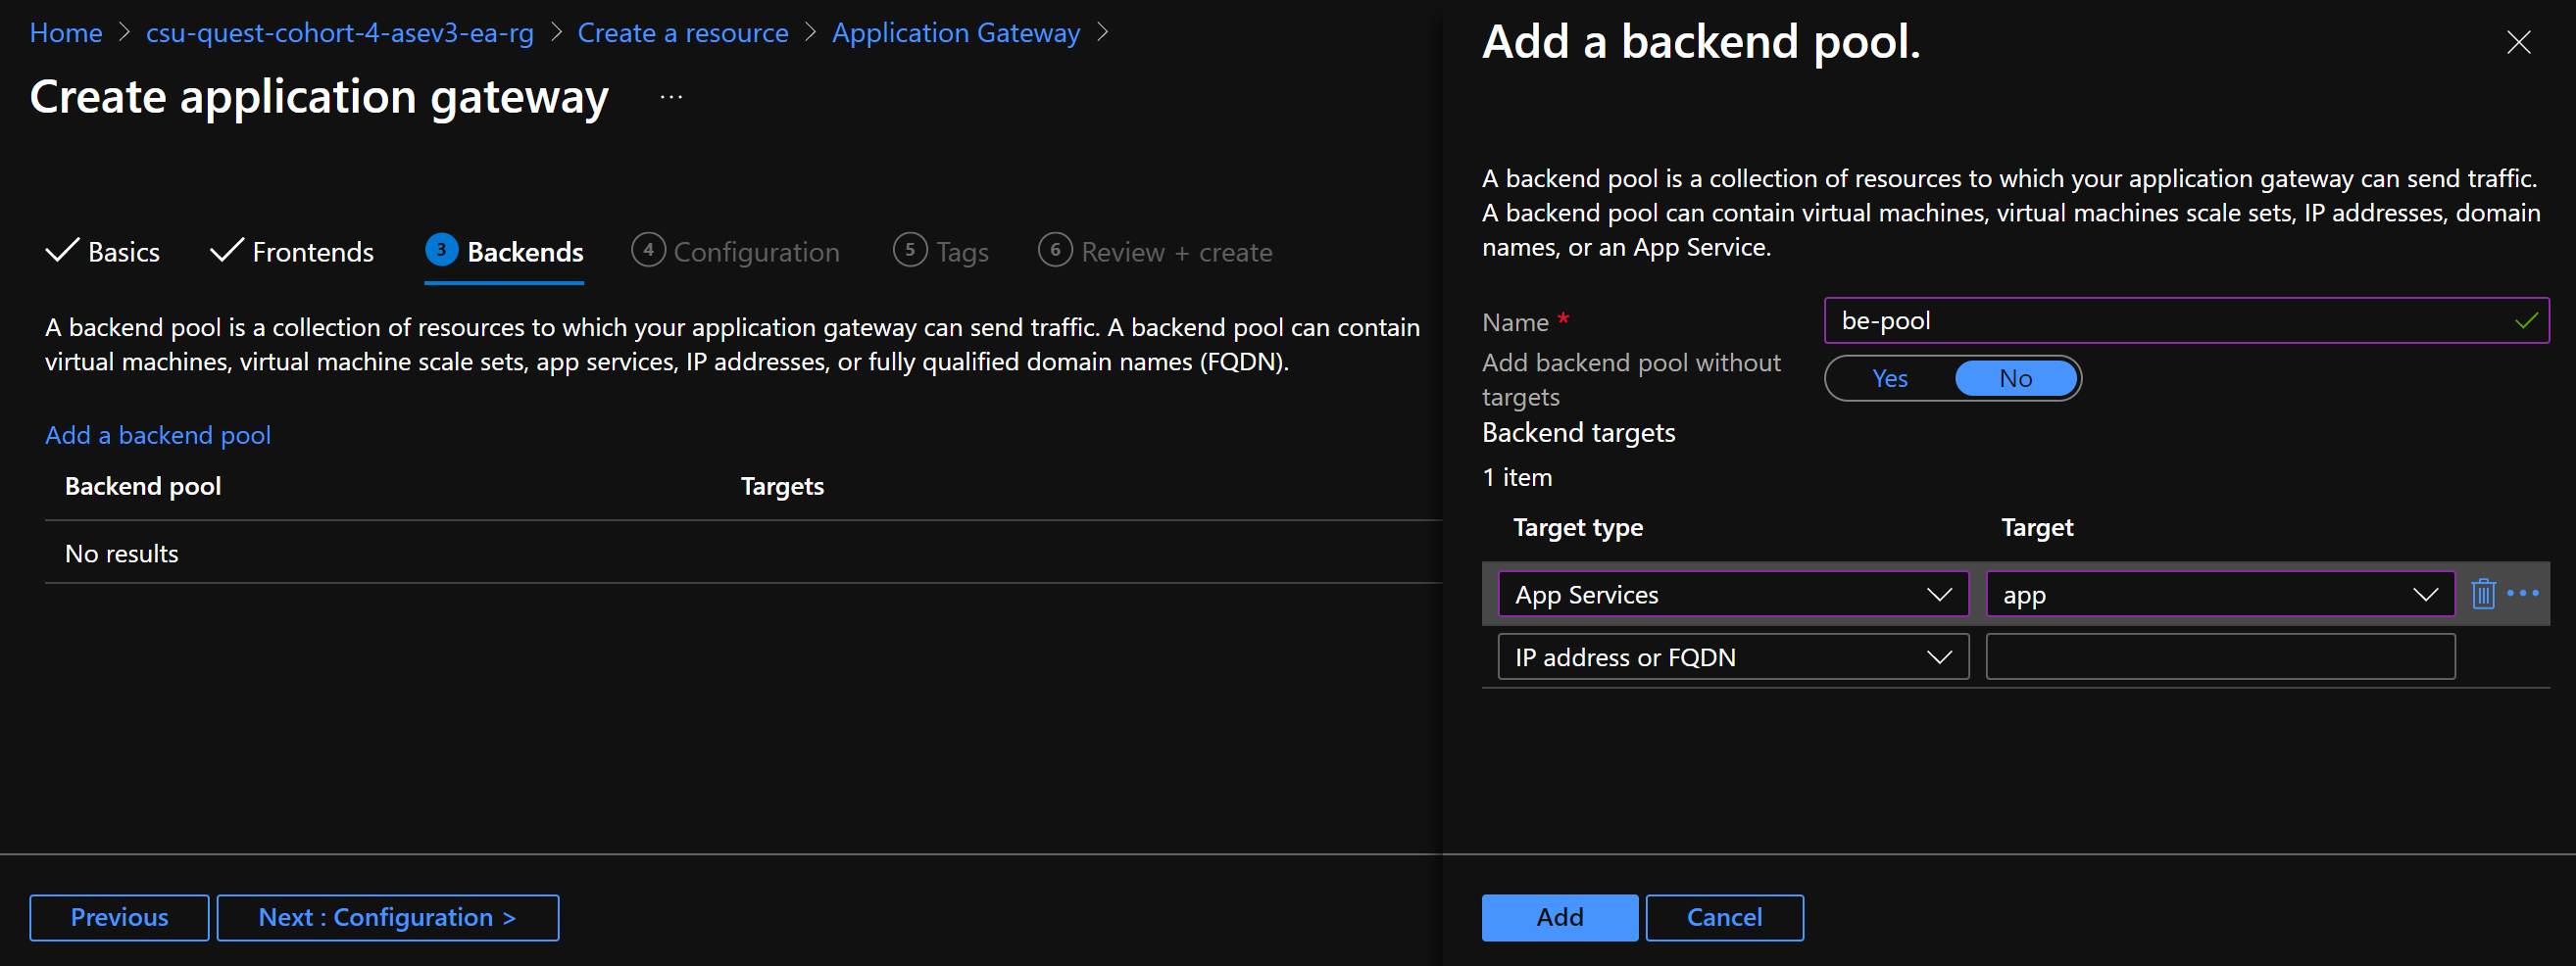 Home > csu-quest-cohort-4-asev3-ea-rg > Create a resource > Application Gateway >
Create application gateway ...
Basics Frontends 3 Backends 4 Configuration 5 Tags 6 Review + create
A backend pool is a collection of resources to which your application gateway can send traffic. A backend pool can contain
virtual machines, virtual machine scale sets, app services, IP addresses, or fully qualified domain names (FQDN).
Add a backend pool
Backend pool Targets
No results
Previous Next : Configuration >
Add a backend pool.
A backend pool is a collection of resources to which your application gateway can send traffic.
A backend pool can contain virtual machines, virtual machines scale sets, IP addresses, domain
names, or an App Service.
Name * be-pool
Add backend pool without
targets
Yes No
Backend targets
1 item
Target type Target
App Services app
IP address or FQDN
Add Cancel